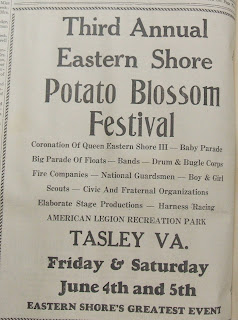 Third Annual
Eastern Shore
Potato Blossom
Festival
Coronation Of Queen Eastern Shore III — Baby Parade
Big Parade Of Floats — Bands — Drum & Bugle Corps
Fire Companies — National Guardsmen — Boy & Girl
Scouts — Civic And Fraternal Organizations
Elaborate Stage Productions — Harness Racing
AMERICAN LEGION RECREATION PARK
TASLEY VA.
Friday & Saturday
June 4th and 5th
EASTERN SHORE'S GREATEST EVENT